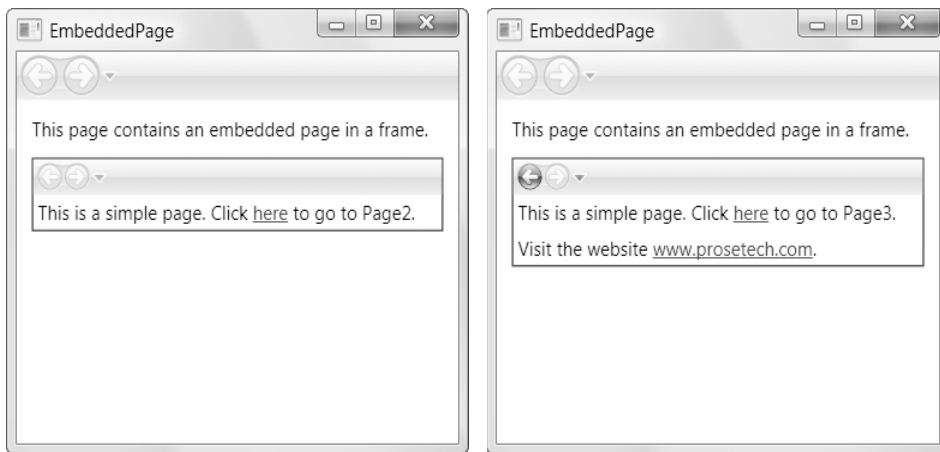 EmbeddedPage
This page contains an embedded page in a frame.
This is a simple page. Click here to go to Page2.
EmbeddedPage
This page contains an embedded page in a frame.
This is a simple page. Click here to go to Page3.
Visit the website www.prosetech.com.